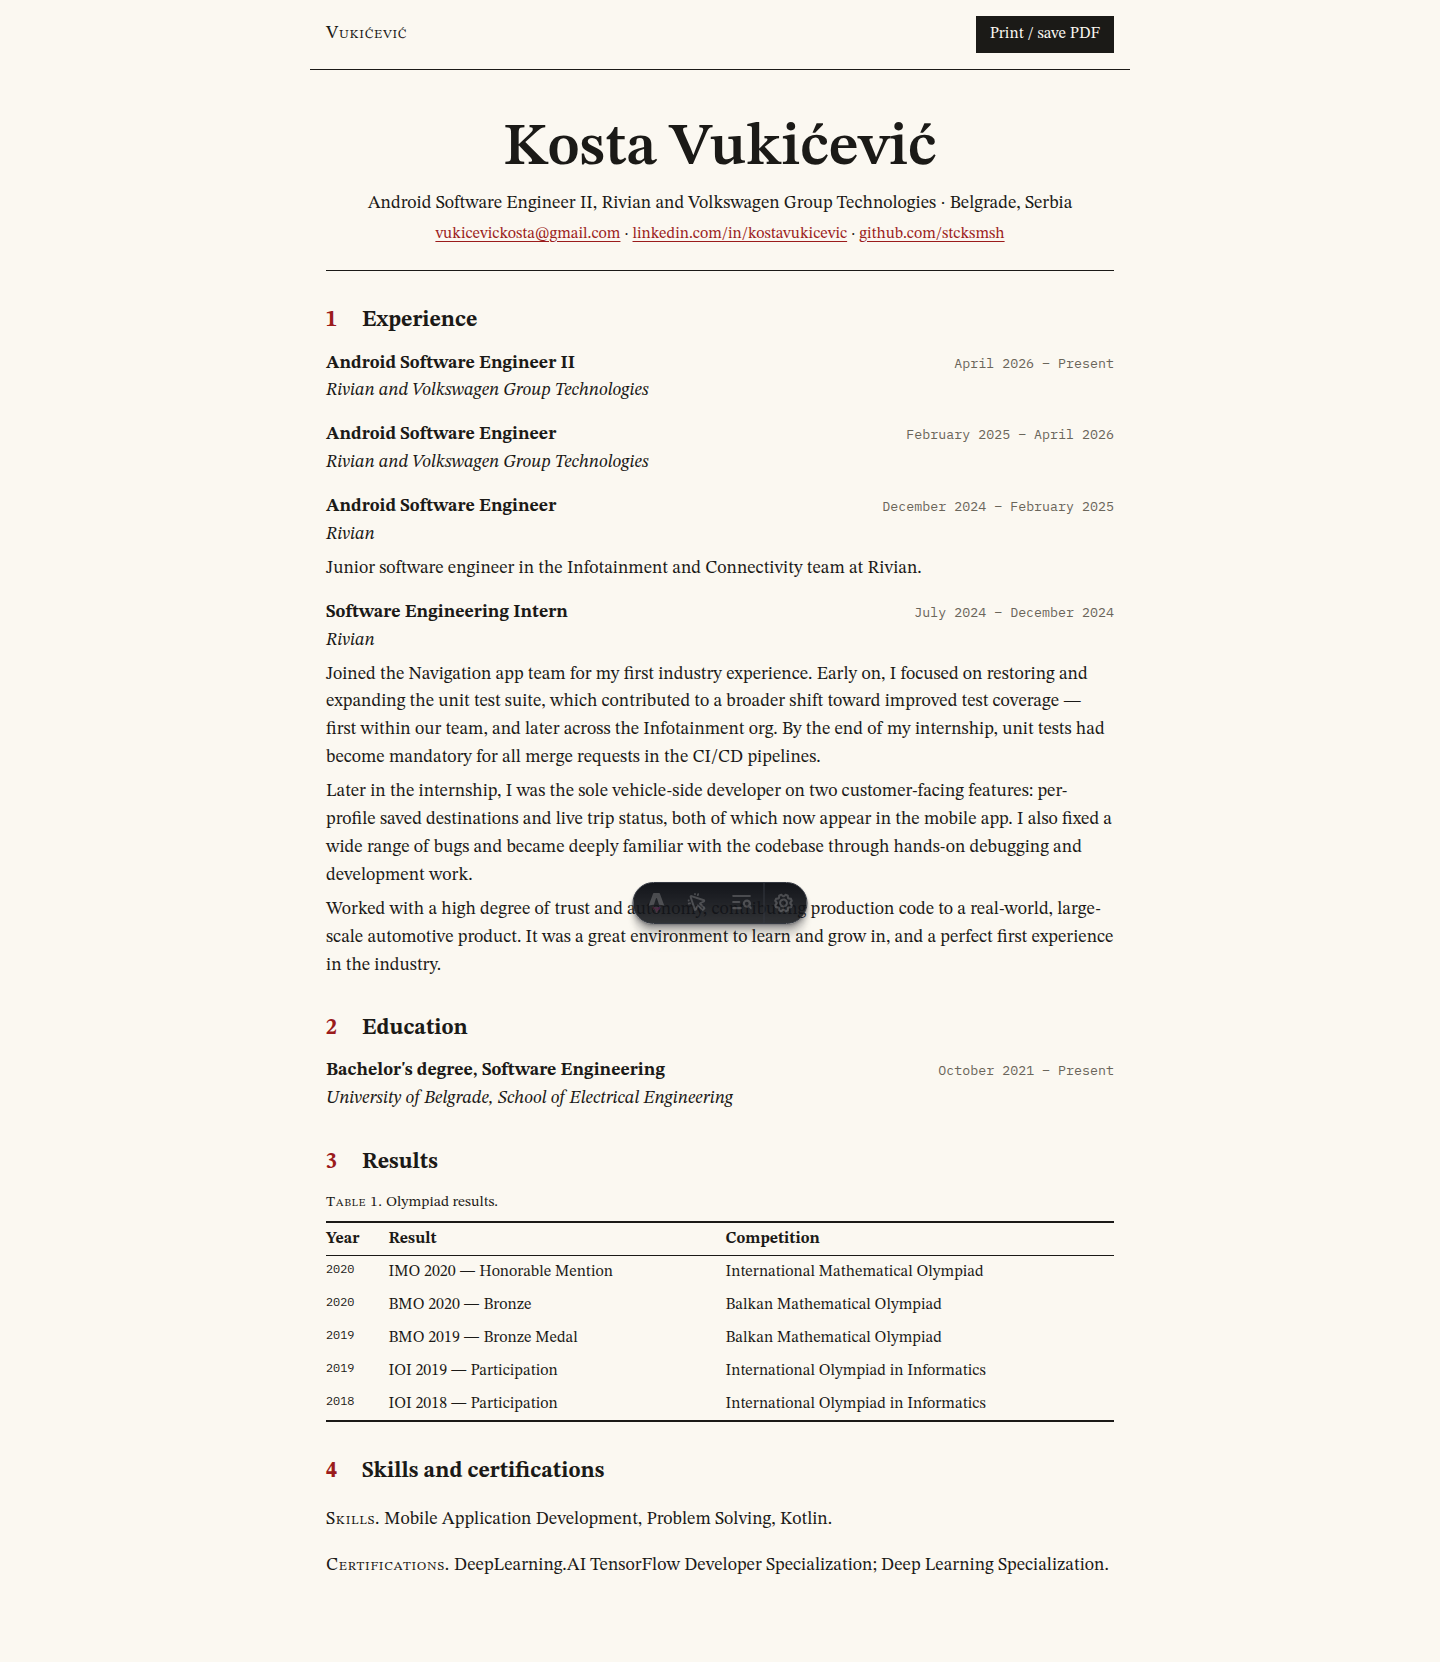 Vukićević
Print / save PDF
Kosta Vukićević
Android Software Engineer II, Rivian and Volkswagen Group Technologies · Belgrade, Serbia
vukicevickosta@gmail.com · linkedin.com/in/kostavukicevic · github.com/stcksmsh
1 Experience
Android Software Engineer II April 2026 – Present
Rivian and Volkswagen Group Technologies
Android Software Engineer February 2025 – April 2026
Rivian and Volkswagen Group Technologies
Android Software Engineer December 2024 – February 2025
Rivian
Junior software engineer in the Infotainment and Connectivity team at Rivian.
Software Engineering Intern July 2024 – December 2024
Rivian
Joined the Navigation app team for my first industry experience. Early on, I focused on restoring and
expanding the unit test suite, which contributed to a broader shift toward improved test coverage —
first within our team, and later across the Infotainment org. By the end of my internship, unit tests had
become mandatory for all merge requests in the CI/CD pipelines.
Later in the internship, I was the sole vehicle-side developer on two customer-facing features: per-
profile saved destinations and live trip status, both of which now appear in the mobile app. I also fixed a
wide range of bugs and became deeply familiar with the codebase through hands-on debugging and
development work.
Worked with a high degree of trust and autonomy, contributing production code to a real-world, large-
scale automotive product. It was a great environment to learn and grow in, and a perfect first experience
in the industry.
2 Education
Bachelor's degree, Software Engineering October 2021 – Present
University of Belgrade, School of Electrical Engineering
3 Results
Table 1. Olympiad results.
Year Result Competition
2020 IMO 2020 — Honorable Mention International Mathematical Olympiad
2020 BMO 2020 — Bronze Balkan Mathematical Olympiad
2019 BMO 2019 — Bronze Medal Balkan Mathematical Olympiad
2019 IOI 2019 — Participation International Olympiad in Informatics
2018 IOI 2018 — Participation International Olympiad in Informatics
4 Skills and certifications
Skills. Mobile Application Development, Problem Solving, Kotlin.
Certifications. DeepLearning.AI TensorFlow Developer Specialization; Deep Learning Specialization.